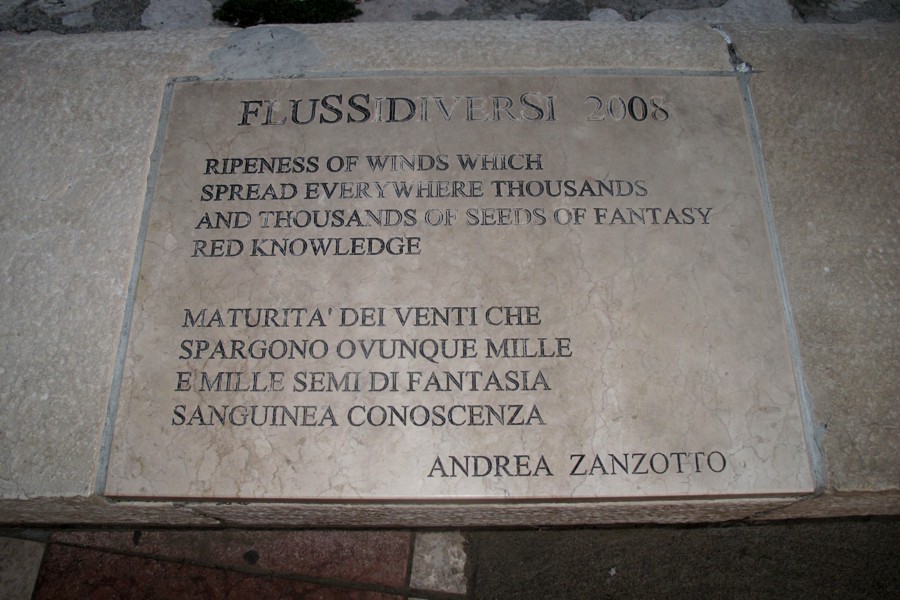 FLUSSIDIVERSI 2008
RIPENESS OF WINDS WHICH
SPREAD EVERYWHERE THOUSANDS
AND THOUSANDS OF SEEDS OF FANTASY
RED KNOWLEDGE
MATURITA' DEI VENTI CHE
SPARGONO OVUNQUE MILLE
E MILLE SEMI DI FANTASIA
SANGUINEA CONOSCENZA
ANDREA ZANZOTTO